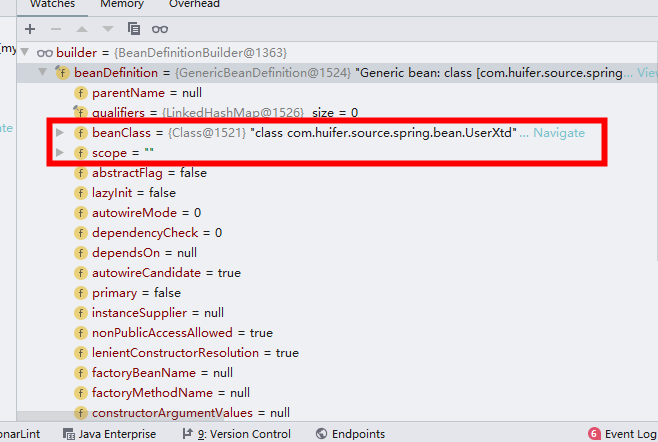 Watches Memory Overhead
[my
builder = {BeanDefinitionBuilder@1363}
beanDefinition = {GenericBeanDefinition@1524} "Generic bean: class [com.huifer.source.spring... View
parentName = null
qualifiers = {LinkedHashMap@1526} size = 0
beanClass = {Class@1521} "class com.huifer.source.spring.bean.UserXtd"... Navigate
scope = ""
abstractFlag = false
lazyInit = false
autowireMode = 0
dependencyCheck = 0
dependsOn = null
autowireCandidate = true
primary = false
instanceSupplier = null
nonPublicAccessAllowed = true
lenientConstructorResolution = true
factoryBeanName = null
factoryMethodName = null
constructorArgumentValues = null
onarLint Java Enterprise 9: Version Control Endpoints 6 Event Log